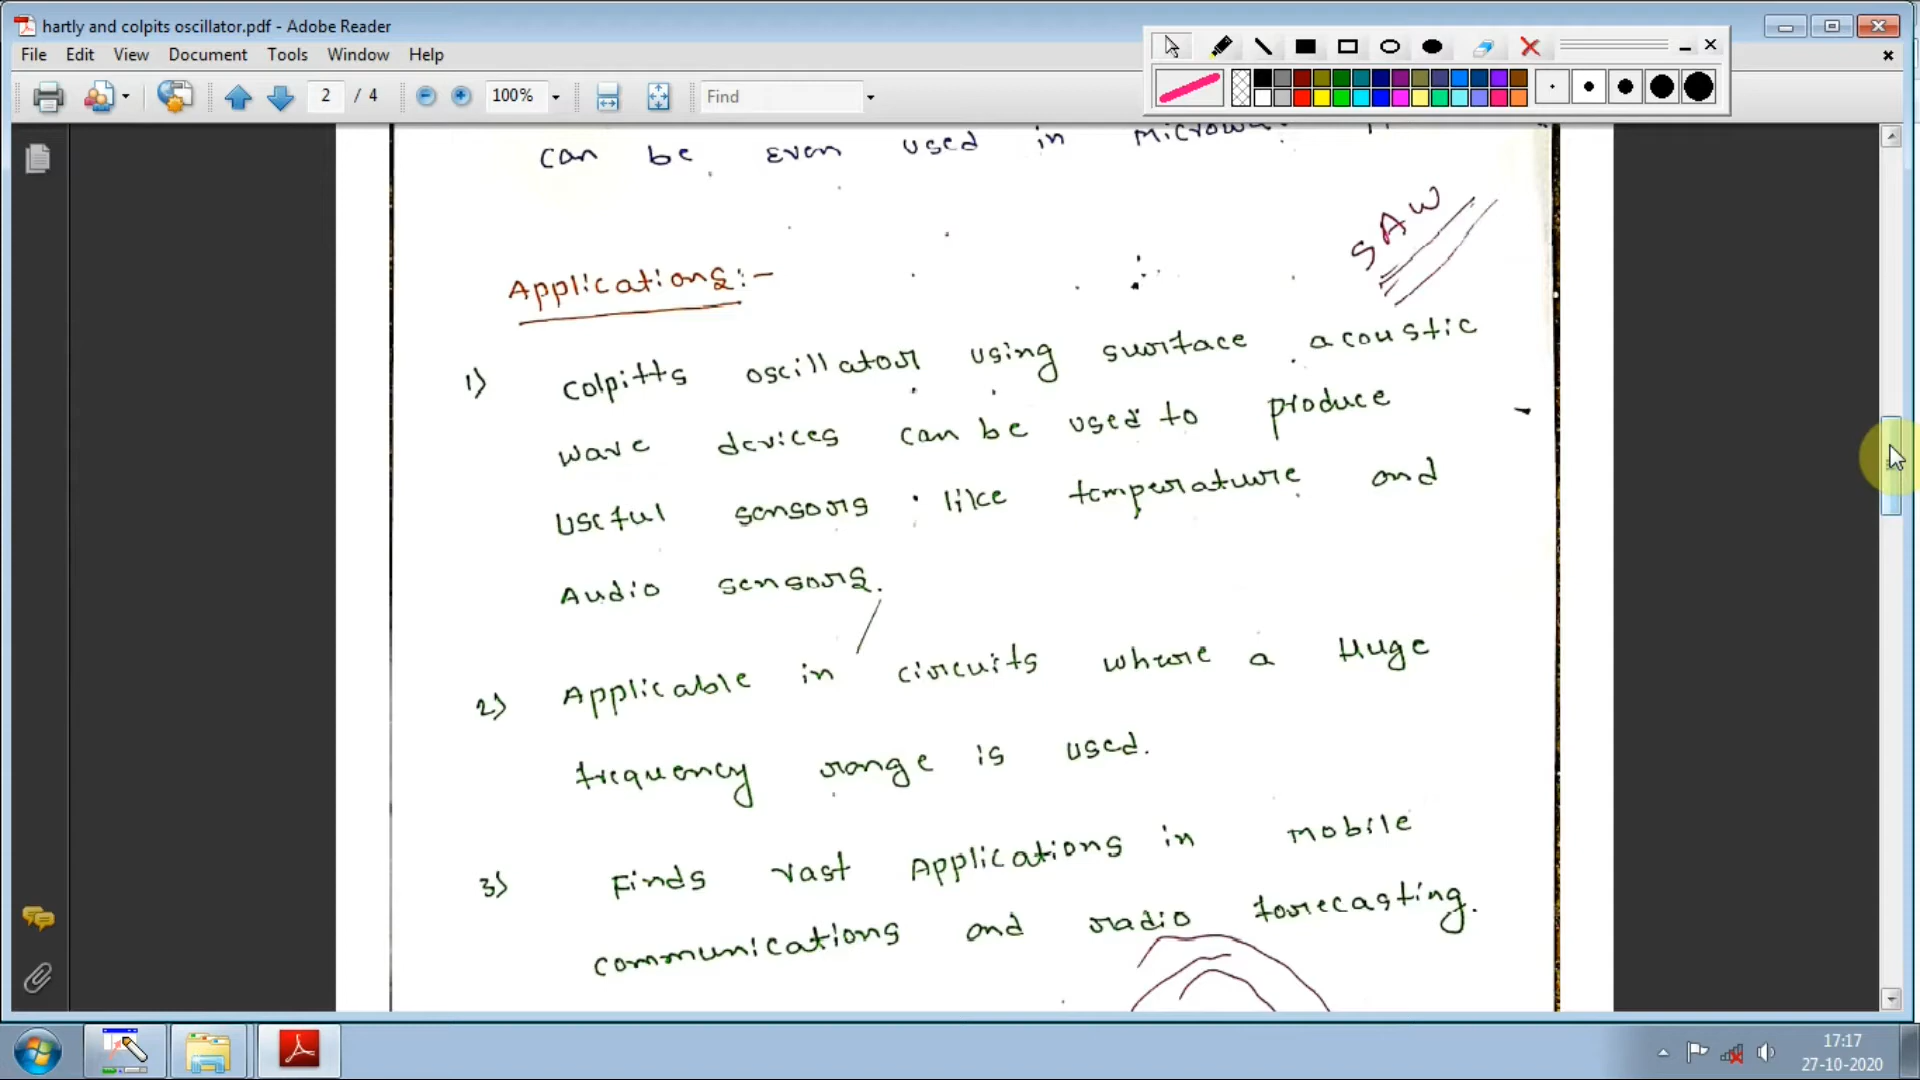 hartly and colpits oscillator.pdf - Adobe Reader
File Edit View Document Tools Window Help
2 / 4 100% Find
can be even used in
SAW
Applications:-
1) Colpitts oscillator using surface acoustic
wave devices can be used to produce
useful sensors like temperature and
Audio sensors.
2) Applicable in circuits where a Huge
frequency range is used.
3) Finds vast Applications in mobile
communications and radio forecasting.
17:17
27-10-2020